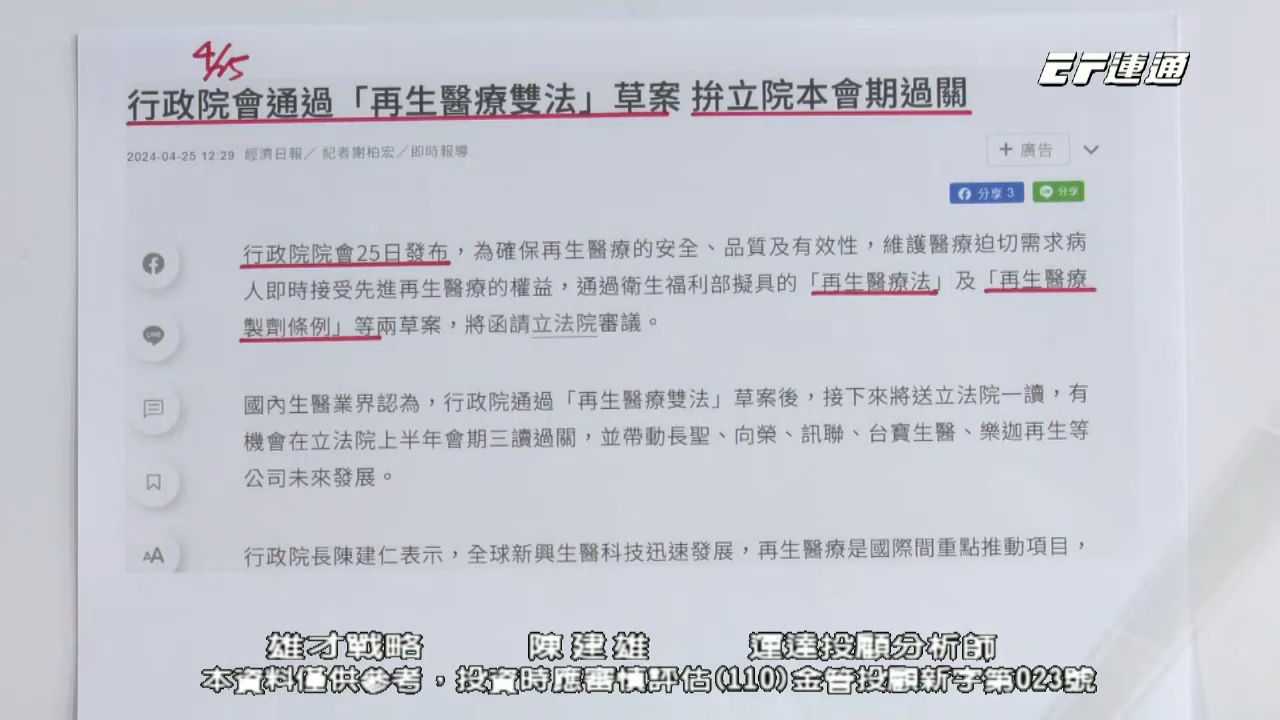 4/15
EF運通
行政院會通過「再生醫療雙法」草案 拚立院本會期過關
2024-04-25 12:29 經濟日報／ 記者謝柏宏／即時報導
+ 廣告
分享 3
分享
行政院院會25日發布，為確保再生醫療的安全、品質及有效性，維護醫療迫切需求病
人即時接受先進再生醫療的權益，通過衛生福利部擬具的「再生醫療法」及「再生醫療
製劑條例」等兩草案，將函請立法院審議。
國內生醫業界認為，行政院通過「再生醫療雙法」草案後，接下來將送立法院一讀，有
機會在立法院上半年會期三讀過關，並帶動長聖、向榮、訊聯、台寶生醫、樂迦再生等
公司未來發展。
AA
行政院長陳建仁表示，全球新興生醫科技迅速發展，再生醫療是國際間重點推動項目，
雄才戰略 陳建雄 運達投顧分析師
本資料僅供參考，投資時應審慎評估(110)金管投顧新字第023號